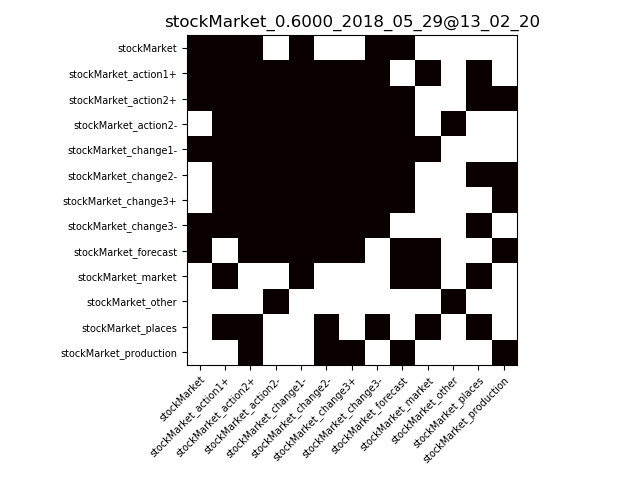 stockMarket_0.6000_2018_05_29@13_02_20
stockMarket
stockMarket_action1+
stockMarket_action2+
stockMarket_action2-
stockMarket_change1-
stockMarket_change2-
stockMarket_change3+
stockMarket_change3-
stockMarket_forecast
stockMarket_market
stockMarket_other
stockMarket_places
stockMarket_production
stockMarket
stockMarket_action1+
stockMarket_action2+
stockMarket_action2-
stockMarket_change1-
stockMarket_change2-
stockMarket_change3+
stockMarket_change3-
stockMarket_forecast
stockMarket_market
stockMarket_other
stockMarket_places
stockMarket_production